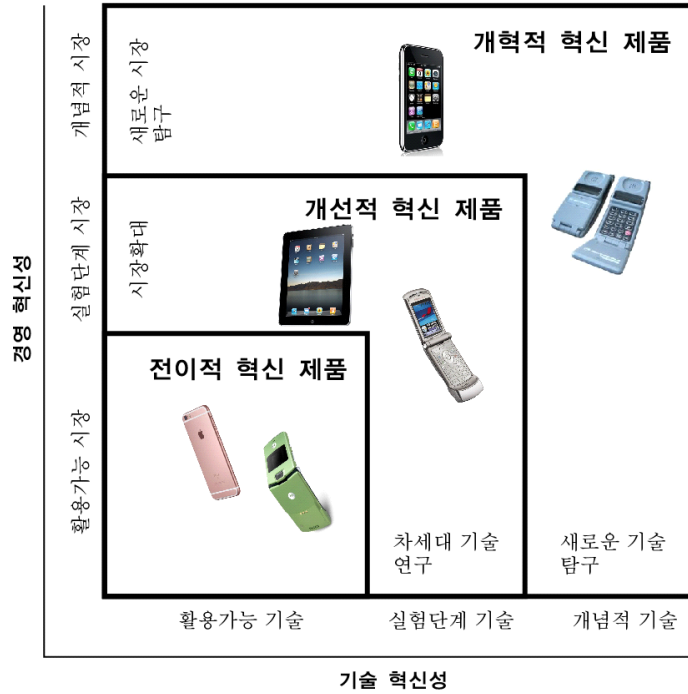 개혁적 혁신 제품
개념적 시장
새로운 시장
탐구
개선적 혁신 제품
실험단계 시장
시장확대
경영 혁신성
전이적 혁신 제품
활용가능 시장
차세대 기술
연구
새로운 기술
탐구
활용가능 기술
실험단계 기술
개념적 기술
기술 혁신성